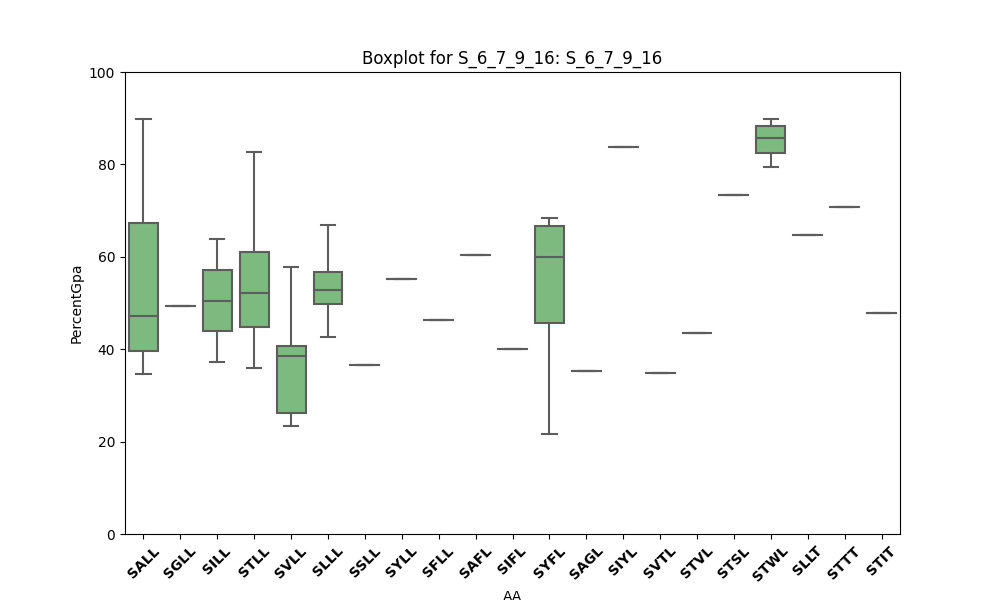 Boxplot for S_6_7_9_16: S_6_7_9_16
PercentGpa
100
80
60
40
20
0
SALL SGLL SILL STLL SVLL SLLL SSLL SYLL SFLL SAFL SIFL SYFL SAGL SIYL SVTL STVL STSL STWL SLLT STTT STIT
AA